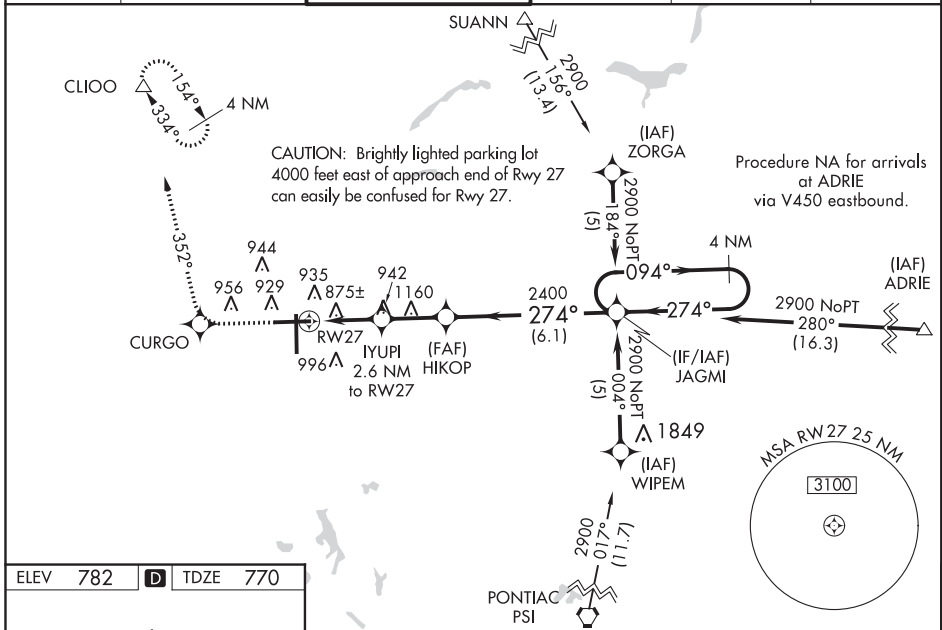 SUANN
2900
156°
(13.4)
CLIOO
154°
334°
4 NM
(IAF)
ZORGA
CAUTION: Brightly lighted parking lot
4000 feet east of approach end of Rwy 27
can easily be confused for Rwy 27.
Procedure NA for arrivals
at ADRIE
via V450 eastbound.
2900 NoPT
184°
(5)
4 NM
352°
944
956
929
935
875±
942
1160
2400
274°
(6.1)
094°
274°
(IAF)
ADRIE
2900 NoPT
280°
(16.3)
CURGO
RW27
996
IYUPI
2.6 NM
to RW27
(FAF)
HIKOP
(IF/IAF)
JAGMI
2900 NoPT
004°
(5)
1849
(IAF)
WIPEM
MSA RW27 25 NM
3100
2900
017°
(11.7)
PONTIAC
PSI
ELEV 782 D TDZE 770